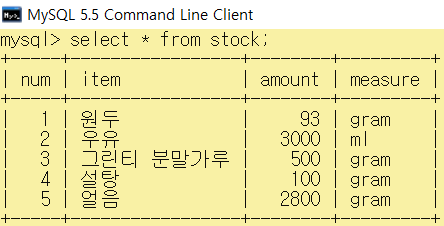 MySQL 5.5 Command Line Client
mysql> select * from stock;
+-----+-----------------+--------+---------+
| num | item | amount | measure |
+-----+-----------------+--------+---------+
| 1 | 원두 | 93 | gram |
| 2 | 우유 | 3000 | ml |
| 3 | 그린티 분말가루 | 500 | gram |
| 4 | 설탕 | 100 | gram |
| 5 | 얼음 | 2800 | gram |
+-----+-----------------+--------+---------+